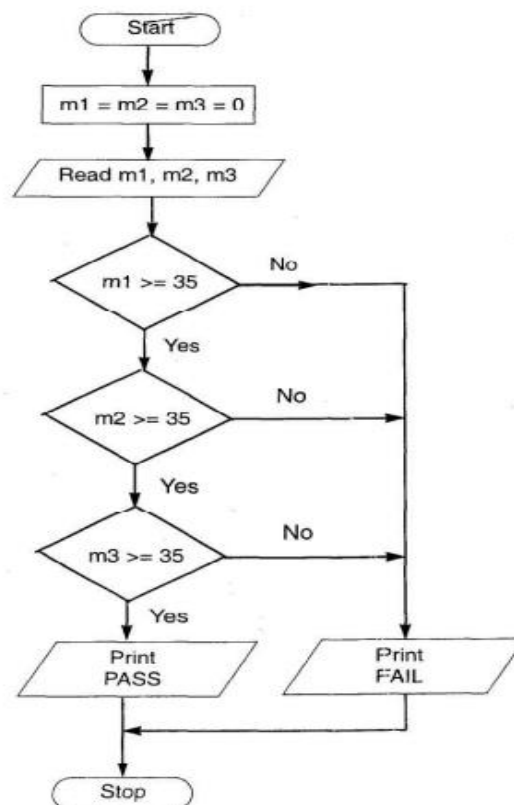 Start
m1 = m2 = m3 = 0
Read m1, m2, m3
m1 >= 35
No
Yes
m2 >= 35
No
Yes
m3 >= 35
No
Yes
Print
PASS
Print
FAIL
Stop